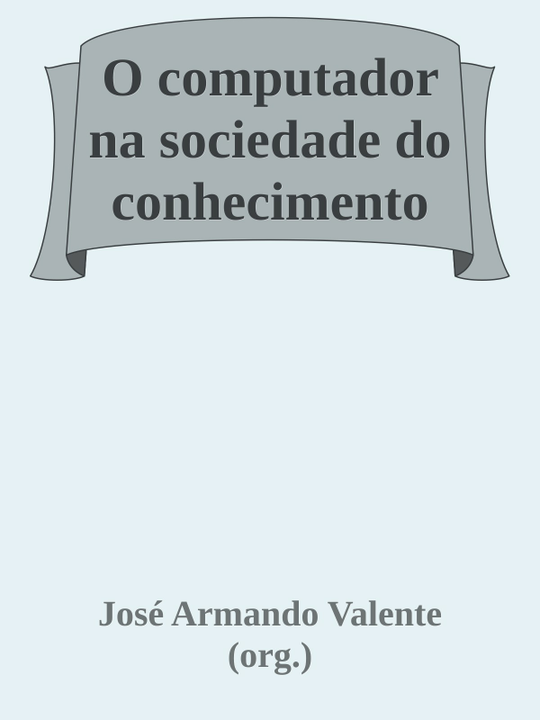 O computador
na sociedade do
conhecimento
José Armando Valente
(org.)